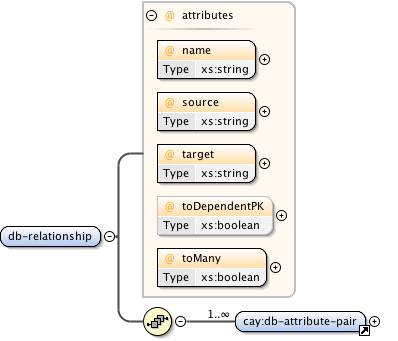 @ attributes
@ name
Type xs:string
@ source
Type xs:string
@ target
Type xs:string
@ toDependentPK
Type xs:boolean
db-relationship
@ toMany
Type xs:boolean
1..∞
cay:db-attribute-pair